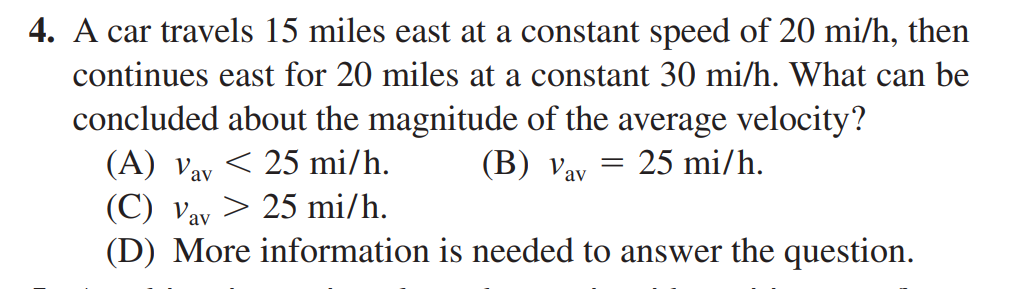 4. A car travels 15 miles east at a constant speed of 20 mi/h, then
continues east for 20 miles at a constant 30 mi/h. What can be
concluded about the magnitude of the average velocity?
(A) vav < 25 mi/h. (B) vav = 25 mi/h.
(C) vav > 25 mi/h.
(D) More information is needed to answer the question.